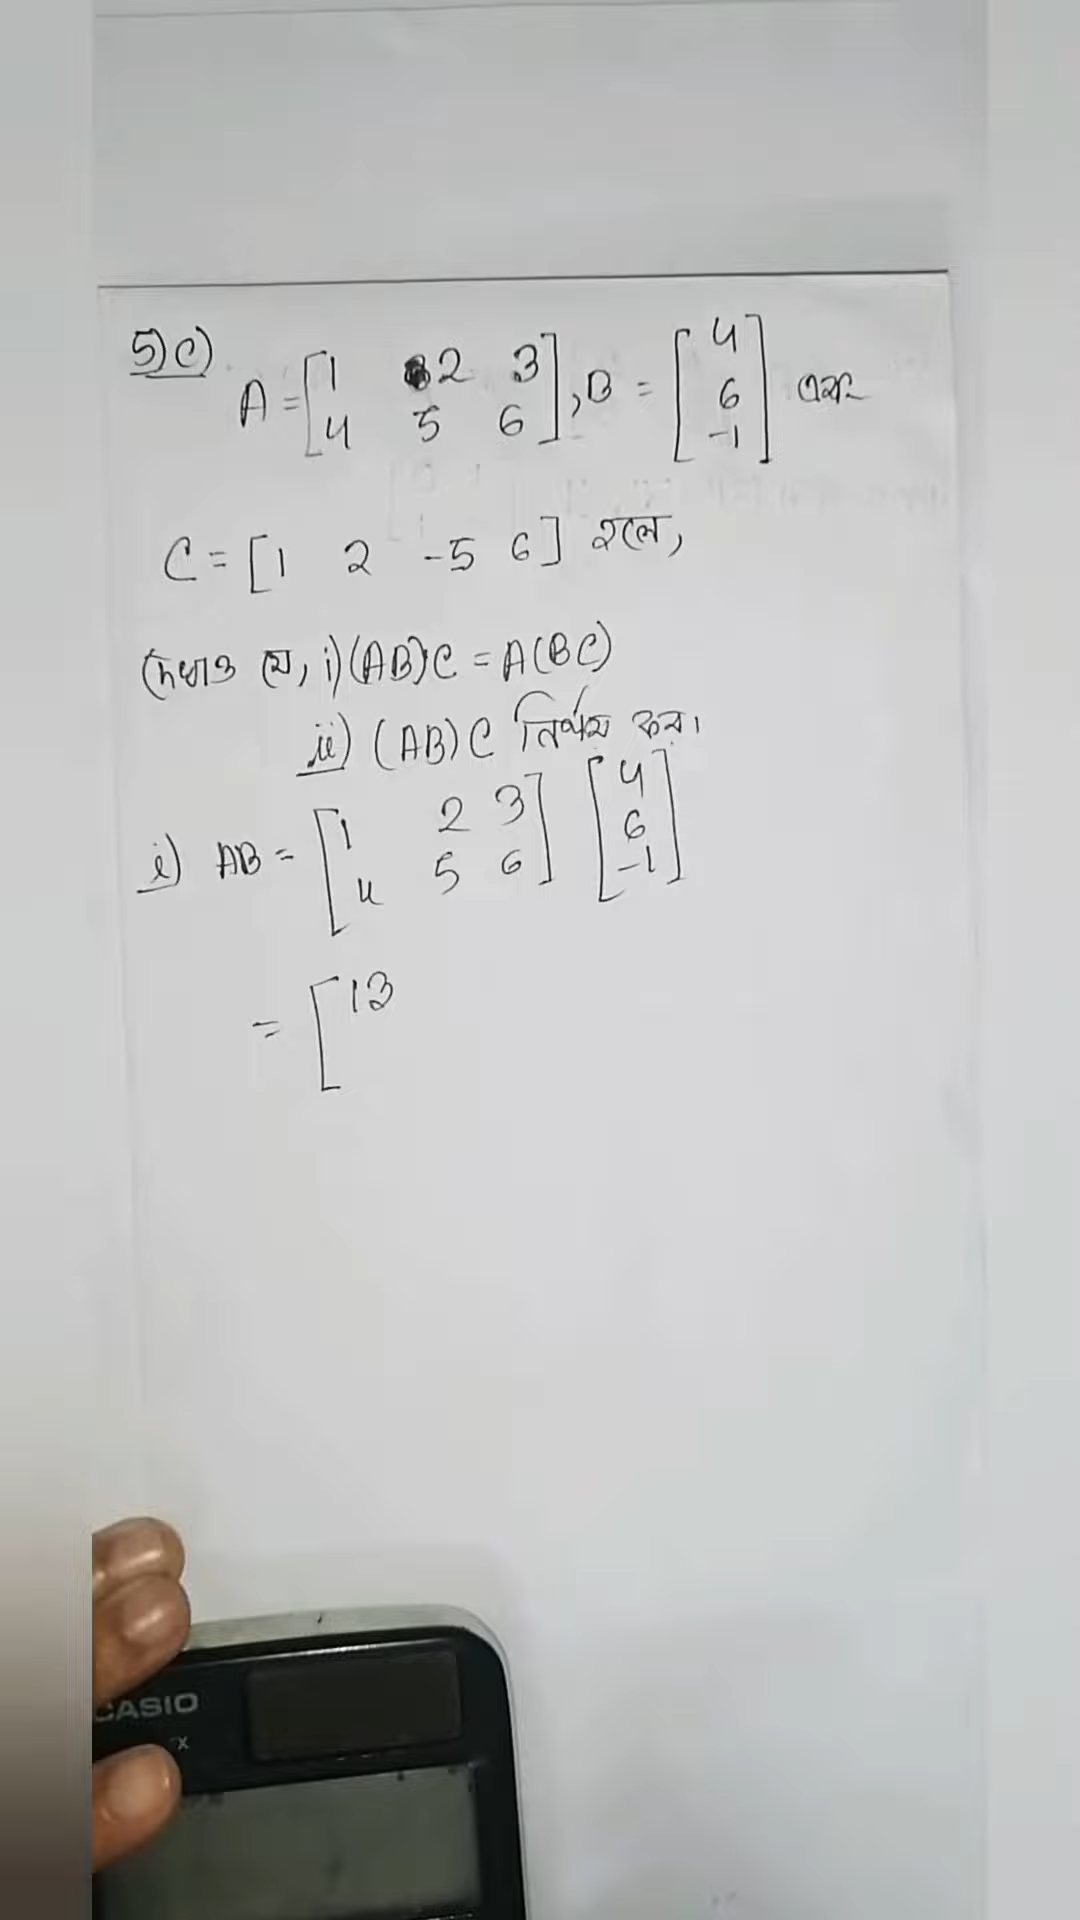 5)C)
A = [1 2 3], B = [4] এবং
[4 5 6] [6]
[-1]
C = [1 2 -5 6] হলে,
দেখাও যে, i) (AB)C = A(BC)
ii) (AB)C নির্ণয় কর।
i) AB = [1 2 3] [4]
[4 5 6] [6]
[-1]
= [13
CASIO